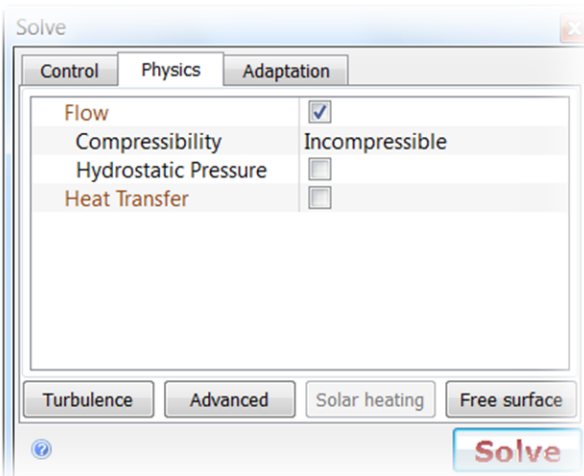 Solve
Control Physics Adaptation
Flow
Compressibility Incompressible
Hydrostatic Pressure
Heat Transfer
Turbulence Advanced Solar heating Free surface
Solve